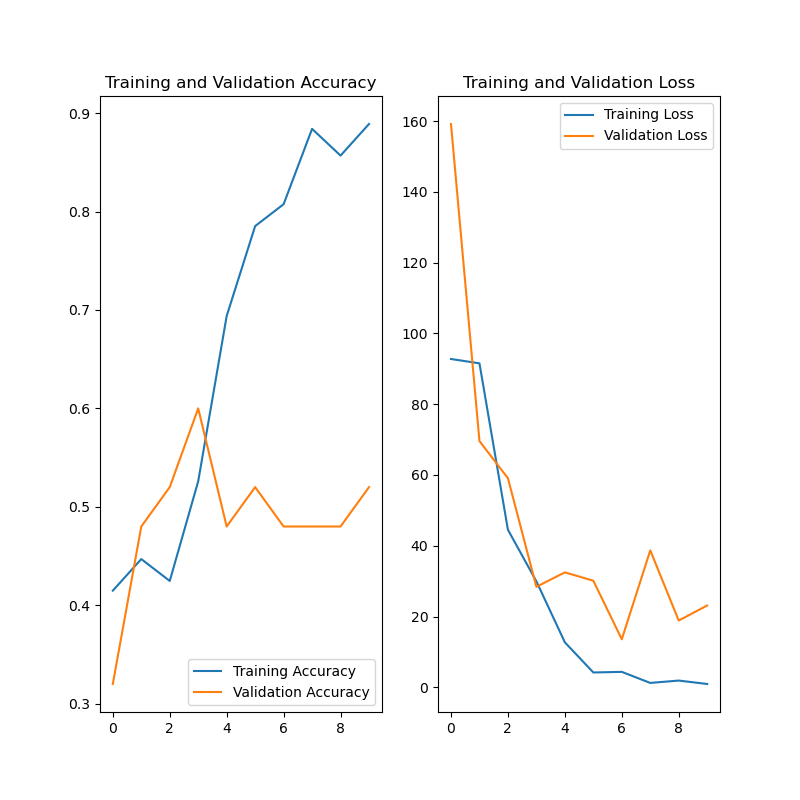 Training and Validation Accuracy
0.9
0.8
0.7
0.6
0.5
0.4
0.3
0 2 4 6 8
Training Accuracy
Validation Accuracy
Training and Validation Loss
160
140
120
100
80
60
40
20
0
0 2 4 6 8
Training Loss
Validation Loss